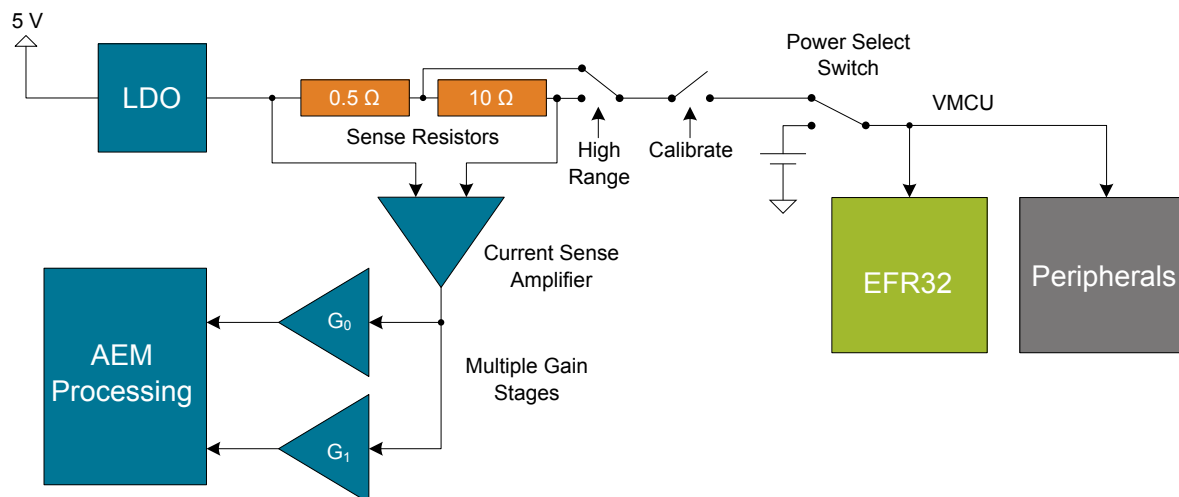 5 V
LDO
0.5 Ω
10 Ω
Sense Resistors
High
Range
Calibrate
Power Select
Switch
VMCU
Current Sense
Amplifier
EFR32
Peripherals
AEM
Processing
G0
Multiple Gain
Stages
G1